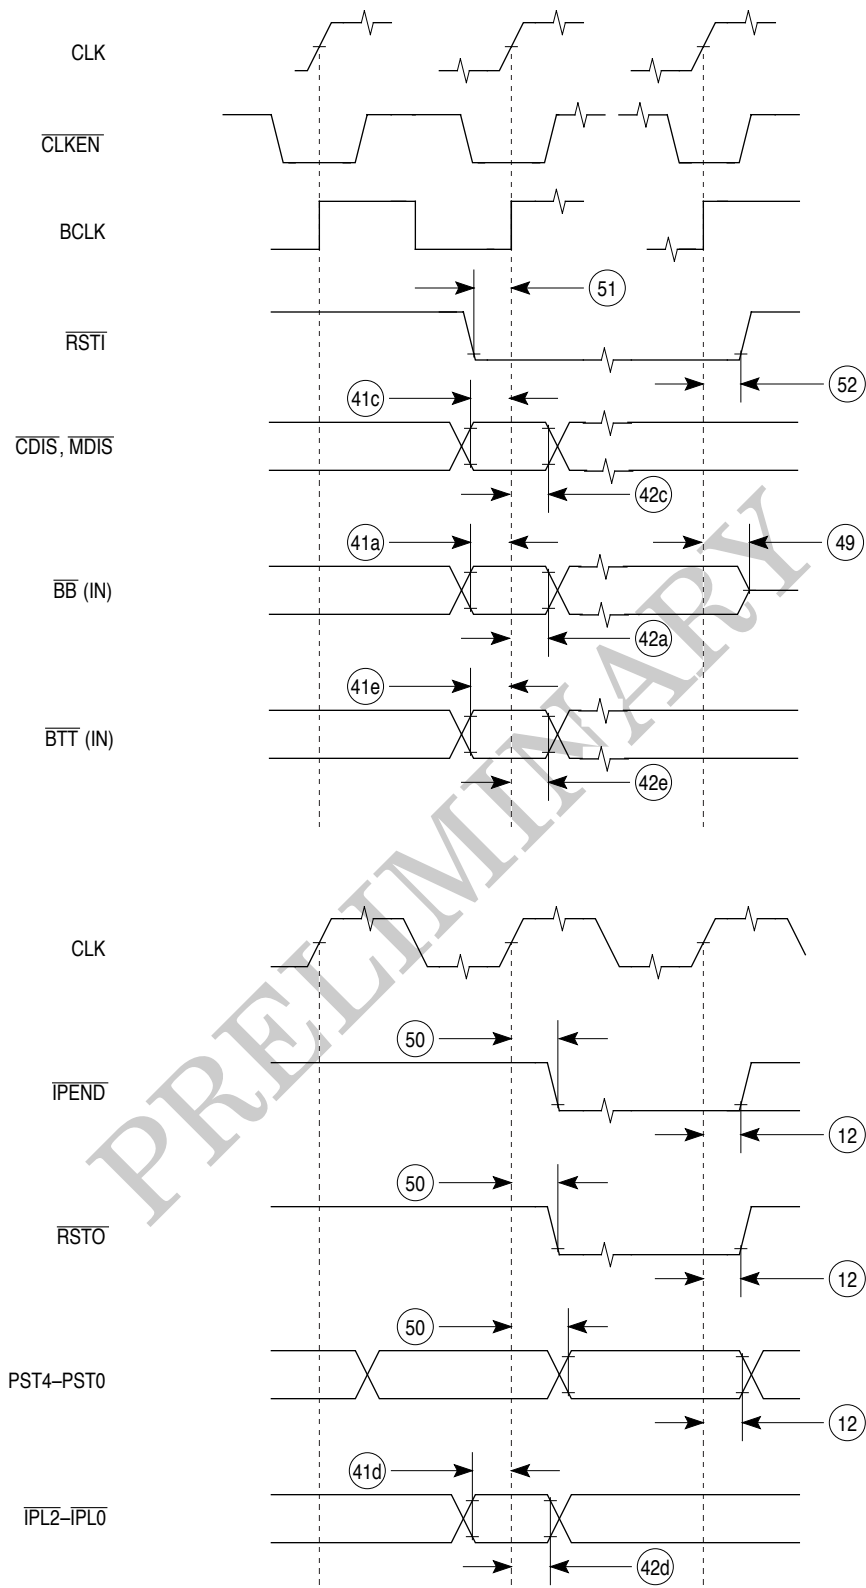 CLK
CLKEN
BCLK
51
RSTI
52
41c
CDIS, MDIS
42c
41a
49
BB (IN)
42a
41e
BTT (IN)
42e
PRELIMINARY
CLK
50
IPEND
12
50
RSTO
12
50
PST4–PST0
12
41d
IPL2–IPL0
42d